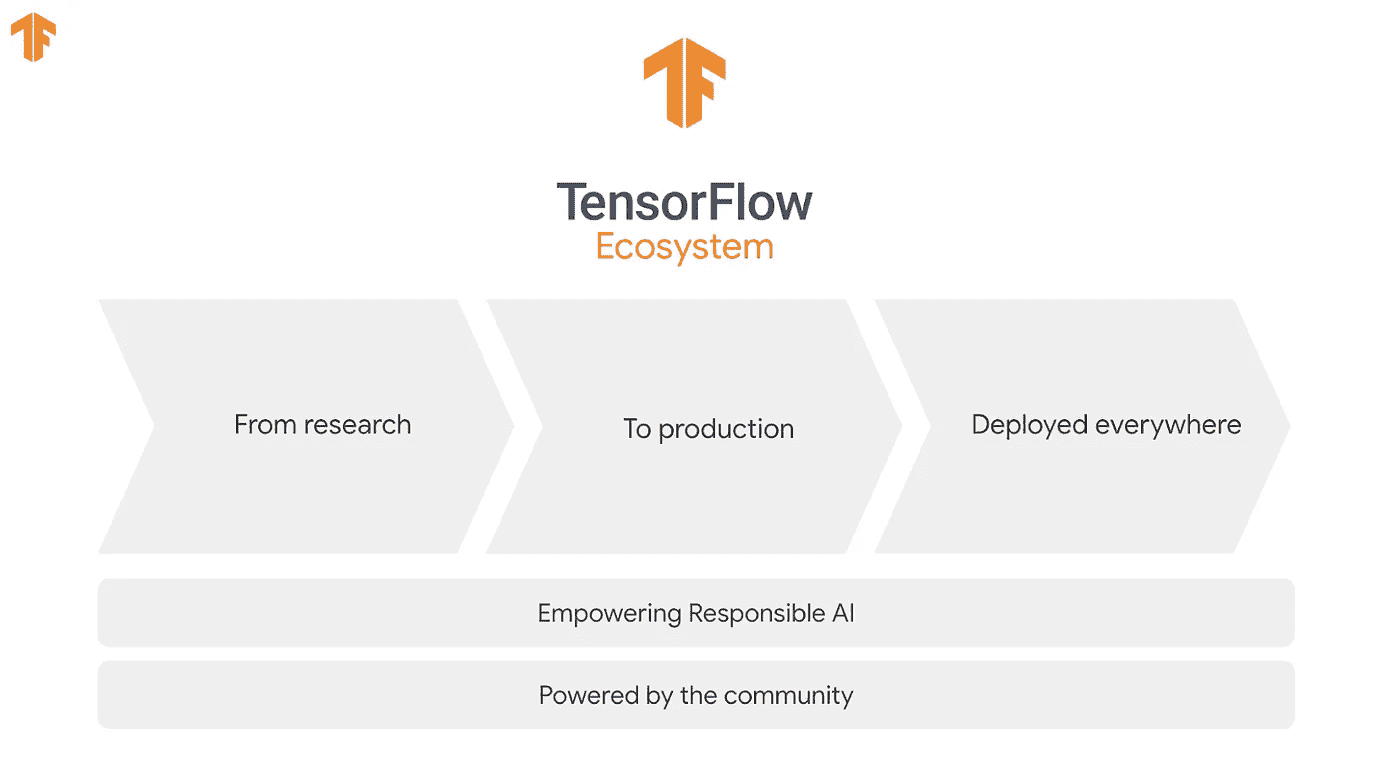 TensorFlow
Ecosystem
From research
To production
Deployed everywhere
Empowering Responsible AI
Powered by the community